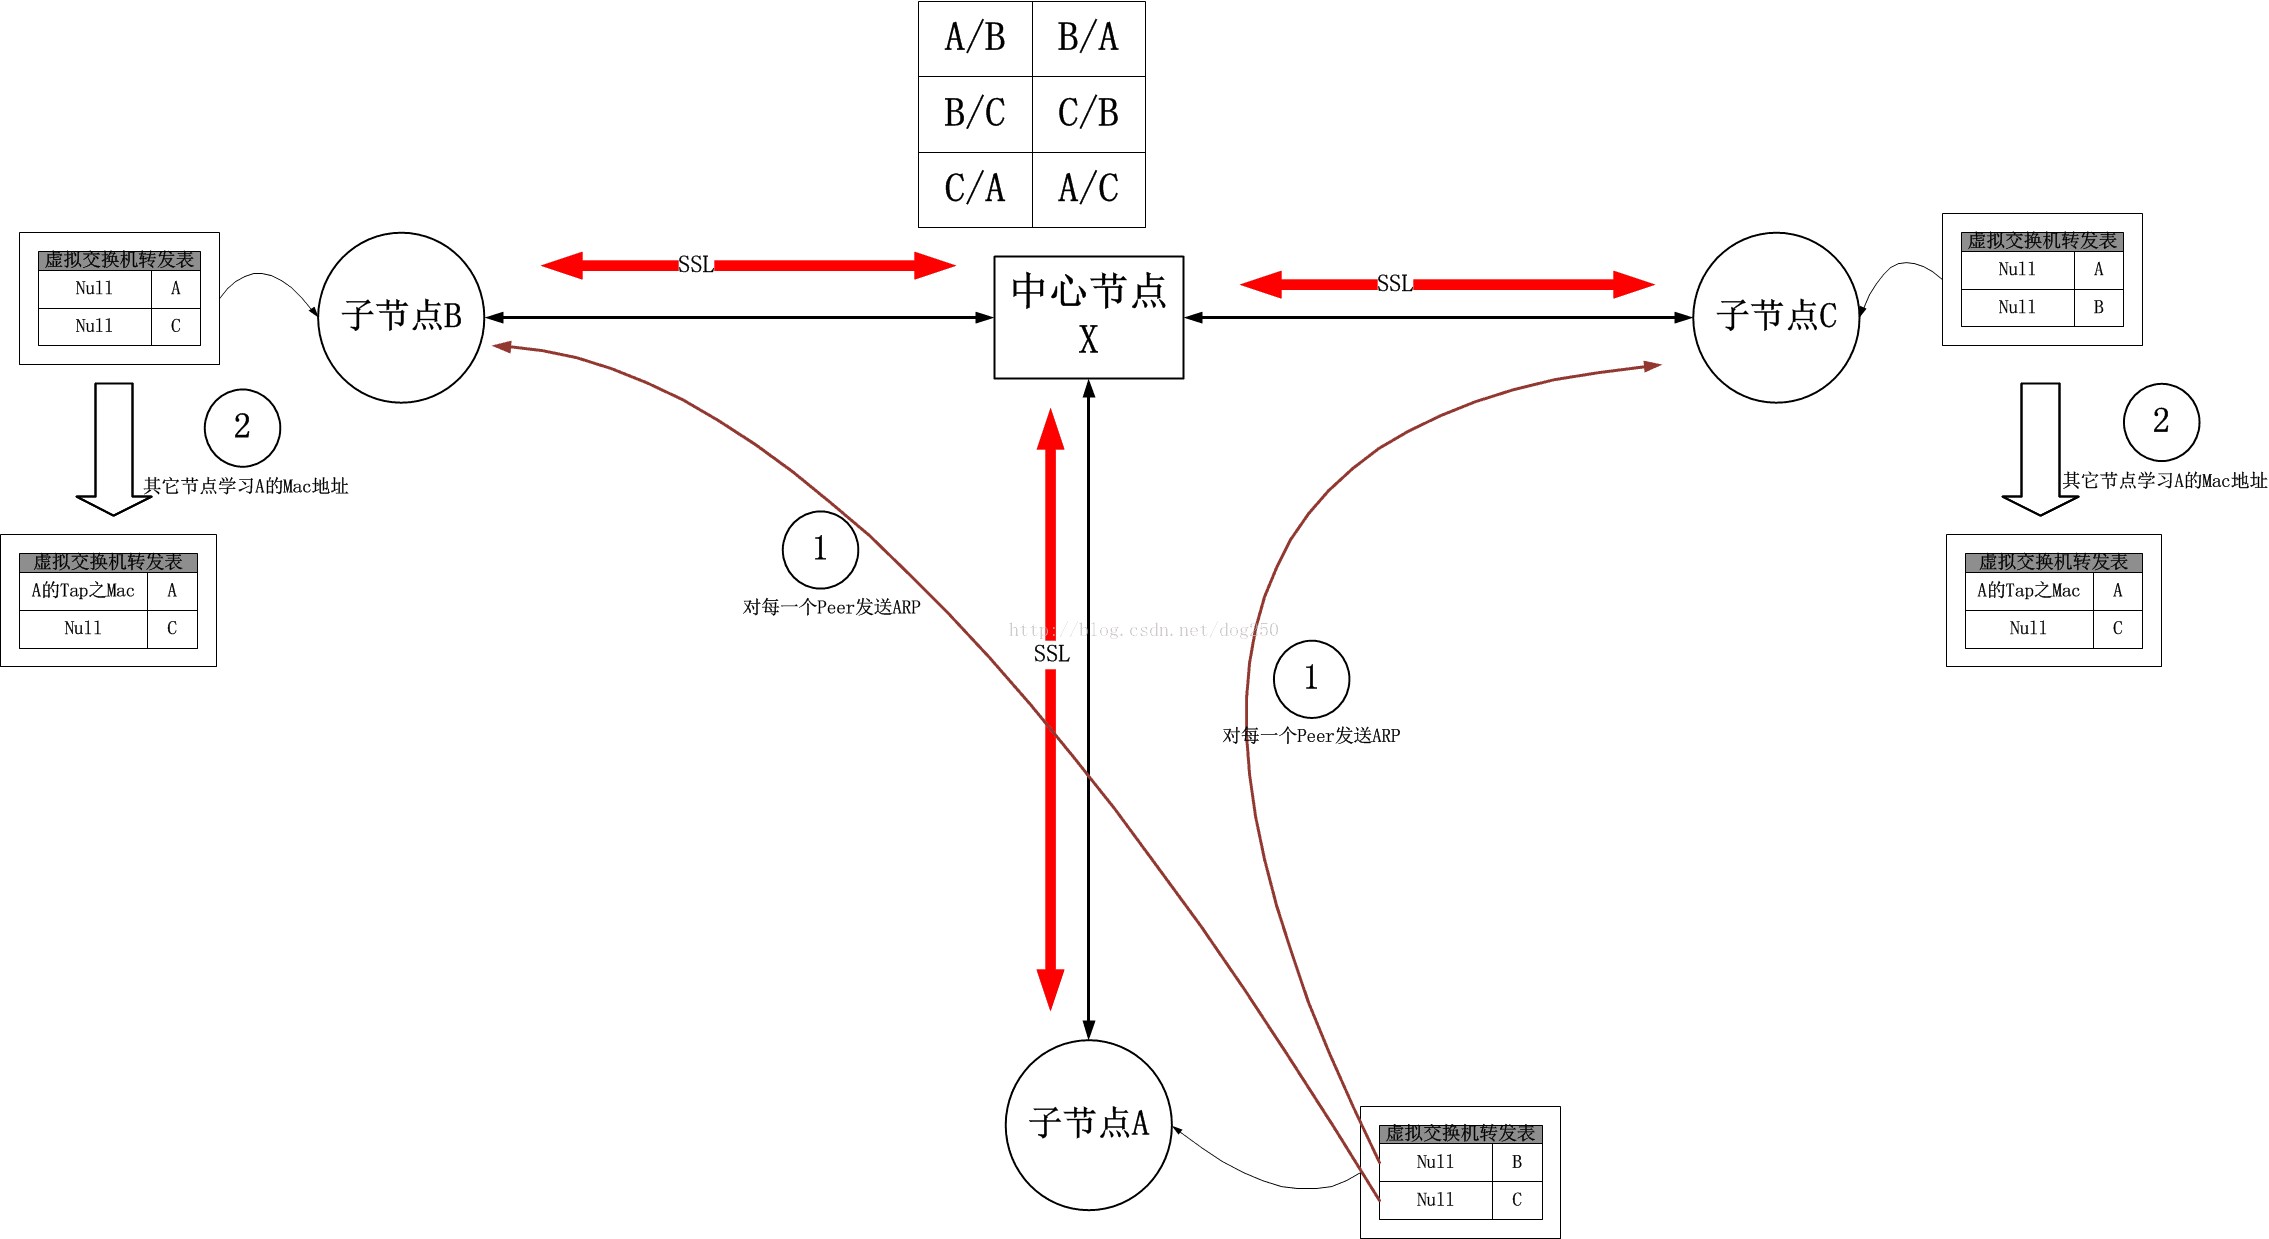 A/B B/A
B/C C/B
C/A A/C
虚拟交换机转发表
Null A
Null C
子节点B
SSL
中心节点
X
SSL
子节点C
虚拟交换机转发表
Null A
Null B
2
其它节点学习A的Mac地址
2
其它节点学习A的Mac地址
虚拟交换机转发表
A的Tap之Mac A
Null C
1
对每一个Peer发送ARP
http://blog.csdn.net/dog250
SSL
1
对每一个Peer发送ARP
虚拟交换机转发表
A的Tap之Mac A
Null C
子节点A
虚拟交换机转发表
Null B
Null C